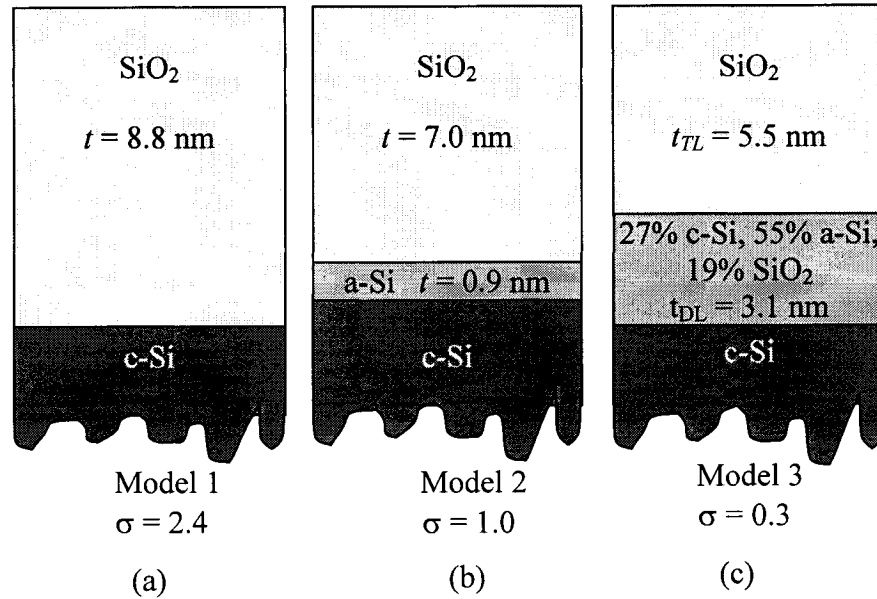 SiO₂
t = 8.8 nm
c-Si
Model 1
σ = 2.4
(a)
SiO₂
t = 7.0 nm
a-Si t = 0.9 nm
c-Si
Model 2
σ = 1.0
(b)
SiO₂
t_TL = 5.5 nm
27% c-Si, 55% a-Si,
19% SiO₂
t_DL = 3.1 nm
c-Si
Model 3
σ = 0.3
(c)